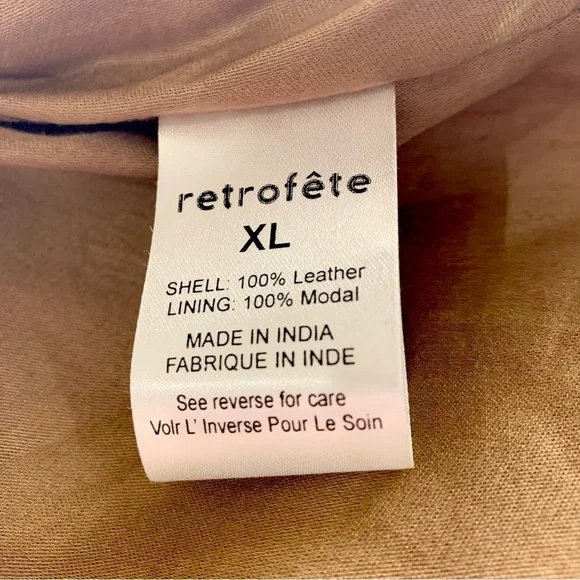 retrofête
XL
SHELL: 100% Leather
LINING: 100% Modal
MADE IN INDIA
FABRIQUE IN INDE
See reverse for care
Voir L' Inverse Pour Le Soin